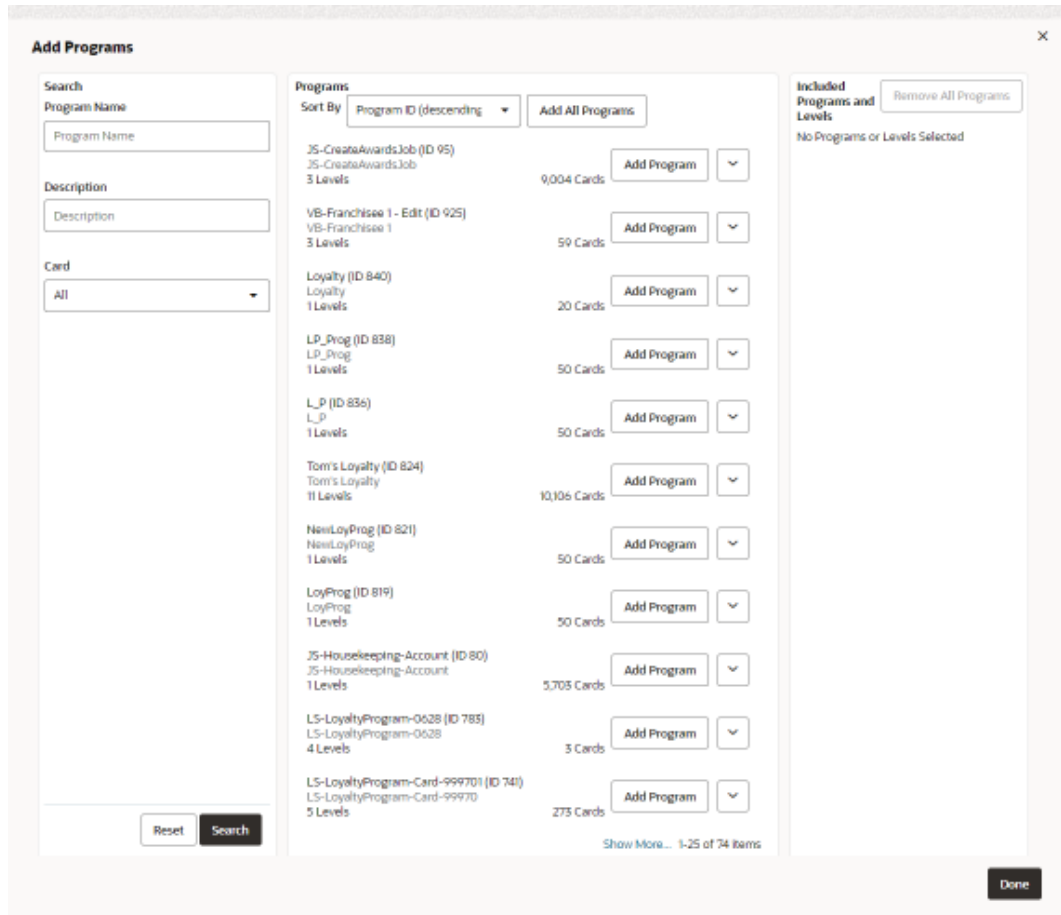 Add Programs
×
Search
Program Name
Program Name
Description
Description
Card
All
Reset
Search
Programs
Sort By
Program ID (descending
Add All Programs
JS-CreateAwardsJob (ID 95)
JS-CreateAwardsJob
3 Levels
9,004 Cards
Add Program
VB-Franchisee 1 - Edit (ID 925)
VB-Franchisee 1
3 Levels
59 Cards
Add Program
Loyalty (ID 840)
Loyalty
1 Levels
20 Cards
Add Program
LP_Prog (ID 838)
LP_Prog
1 Levels
50 Cards
Add Program
L_P (ID 836)
L_P
1 Levels
50 Cards
Add Program
Tom's Loyalty (ID 824)
Tom's Loyalty
11 Levels
10,106 Cards
Add Program
NewLoyProg (ID 821)
NewLoyProg
1 Levels
50 Cards
Add Program
LoyProg (ID 819)
LoyProg
1 Levels
50 Cards
Add Program
JS-Housekeeping-Account (ID 80)
JS-Housekeeping-Account
1 Levels
5,703 Cards
Add Program
LS-LoyaltyProgram-0628 (ID 783)
LS-LoyaltyProgram-0628
4 Levels
3 Cards
Add Program
LS-LoyaltyProgram-Card-999701 (ID 741)
LS-LoyaltyProgram-Card-99970
5 Levels
273 Cards
Add Program
Show More... 1-25 of 74 items
Included
Programs and
Levels
Remove All Programs
No Programs or Levels Selected
Done